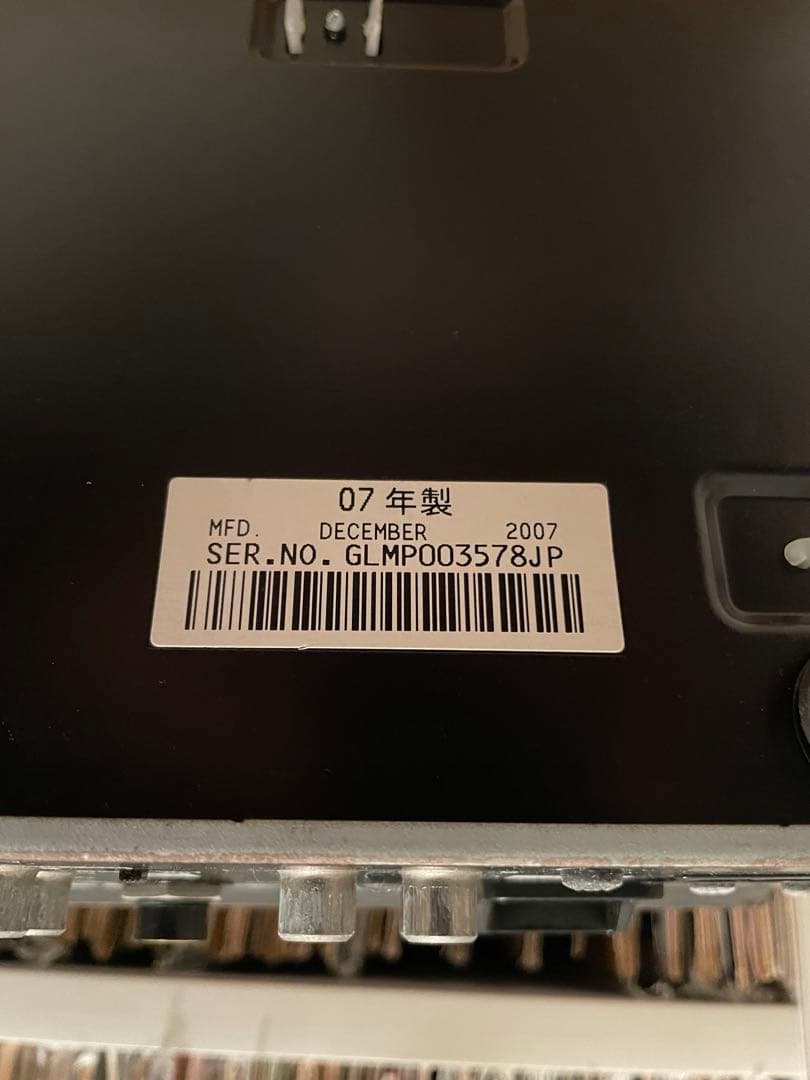 07 年製
MFD. DECEMBER 2007
SER.NO. GLMP003578JP